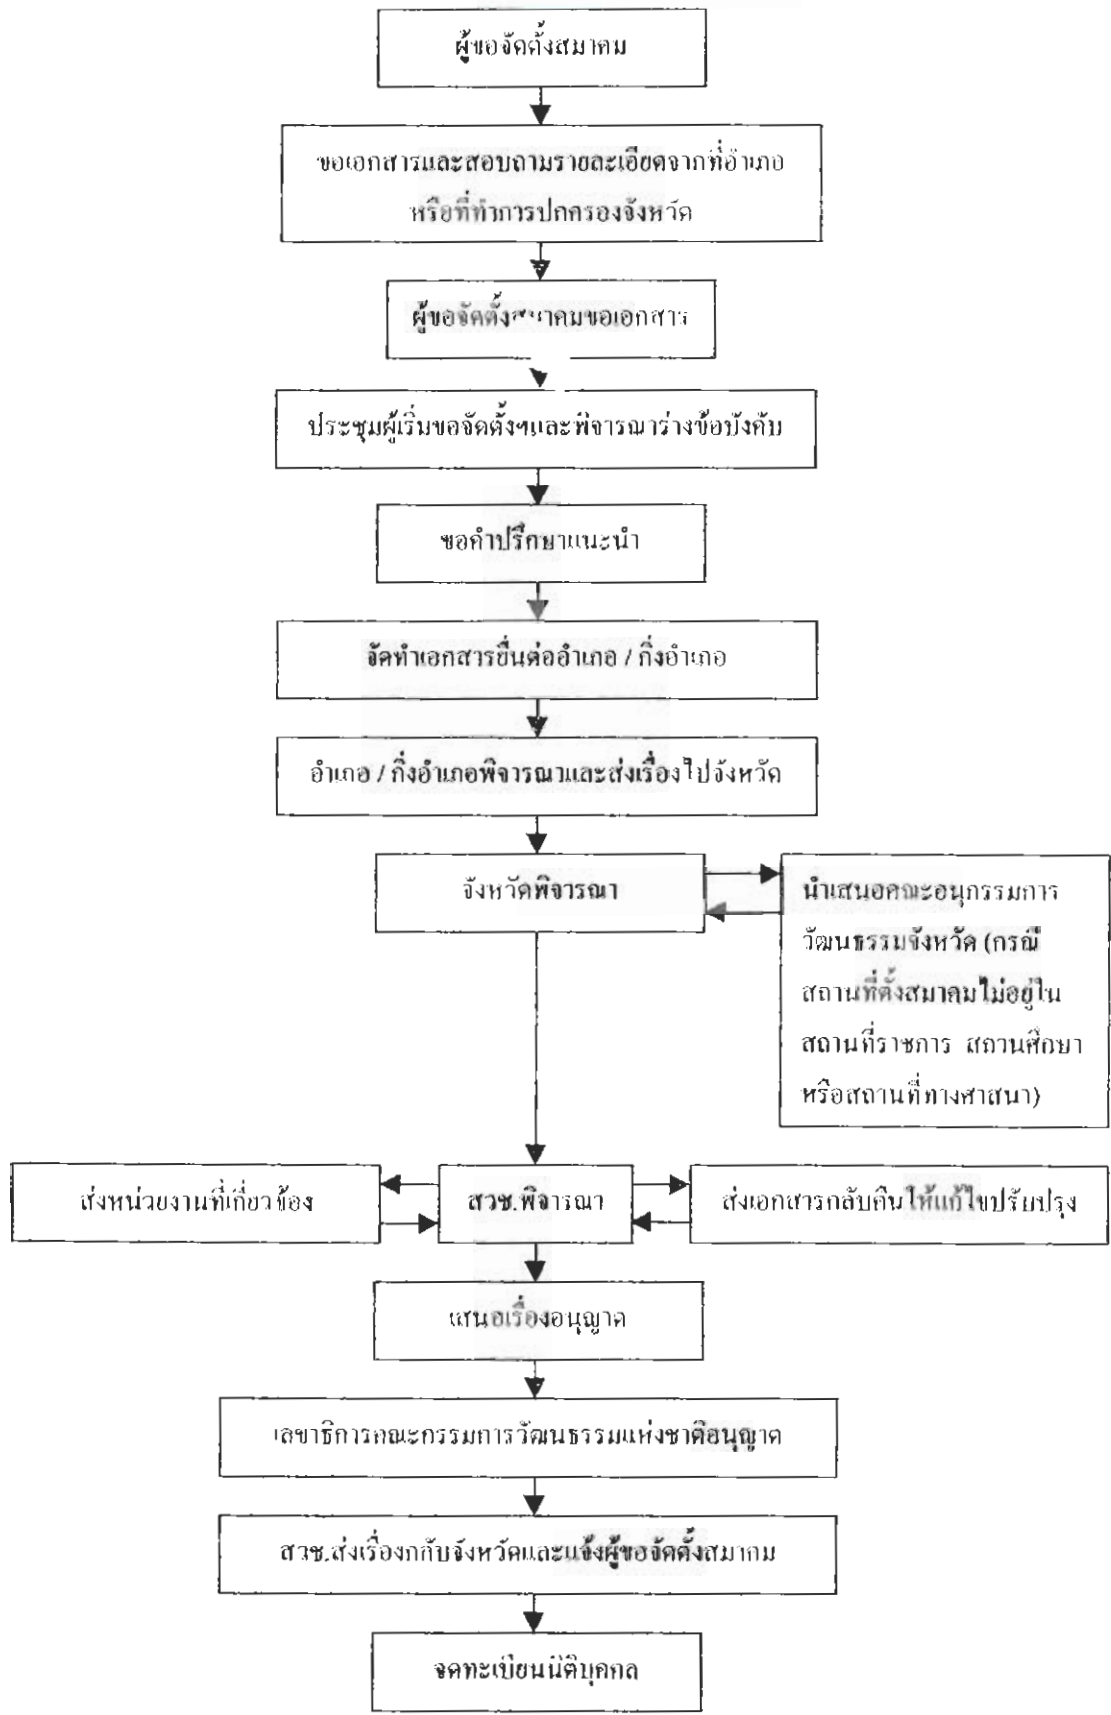 ผู้ขอจัดตั้งสมาคม
ขอเอกสารและสอบถามรายละเอียดจากที่อำเภอ
หรือที่ทำการปกครองจังหวัด
ผู้ขอจัดตั้งสมาคมขอเอกสาร
ประชุมผู้เริ่มขอจัดตั้งฯและพิจารณาร่างข้อบังคับ
ขอคำปรึกษาแนะนำ
จัดทำเอกสารยื่นต่ออำเภอ / กิ่งอำเภอ
อำเภอ / กิ่งอำเภอพิจารณาและส่งเรื่องไปจังหวัด
จังหวัดพิจารณา
นำเสนอคณะอนุกรรมการ
วัฒนธรรมจังหวัด (กรณี
สถานที่ตั้งสมาคมไม่อยู่ใน
สถานที่ราชการ สถานศึกษา
หรือสถานที่ทางศาสนา)
ส่งหน่วยงานที่เกี่ยวข้อง
สวช.พิจารณา
ส่งเอกสารกลับคืนให้แก้ไขปรับปรุง
เสนอเรื่องอนุญาต
เลขาธิการคณะกรรมการวัฒนธรรมแห่งชาติอนุญาต
สวช.ส่งเรื่องกลับจังหวัดและแจ้งผู้ขอจัดตั้งสมาคม
จดทะเบียนนิติบุคคล